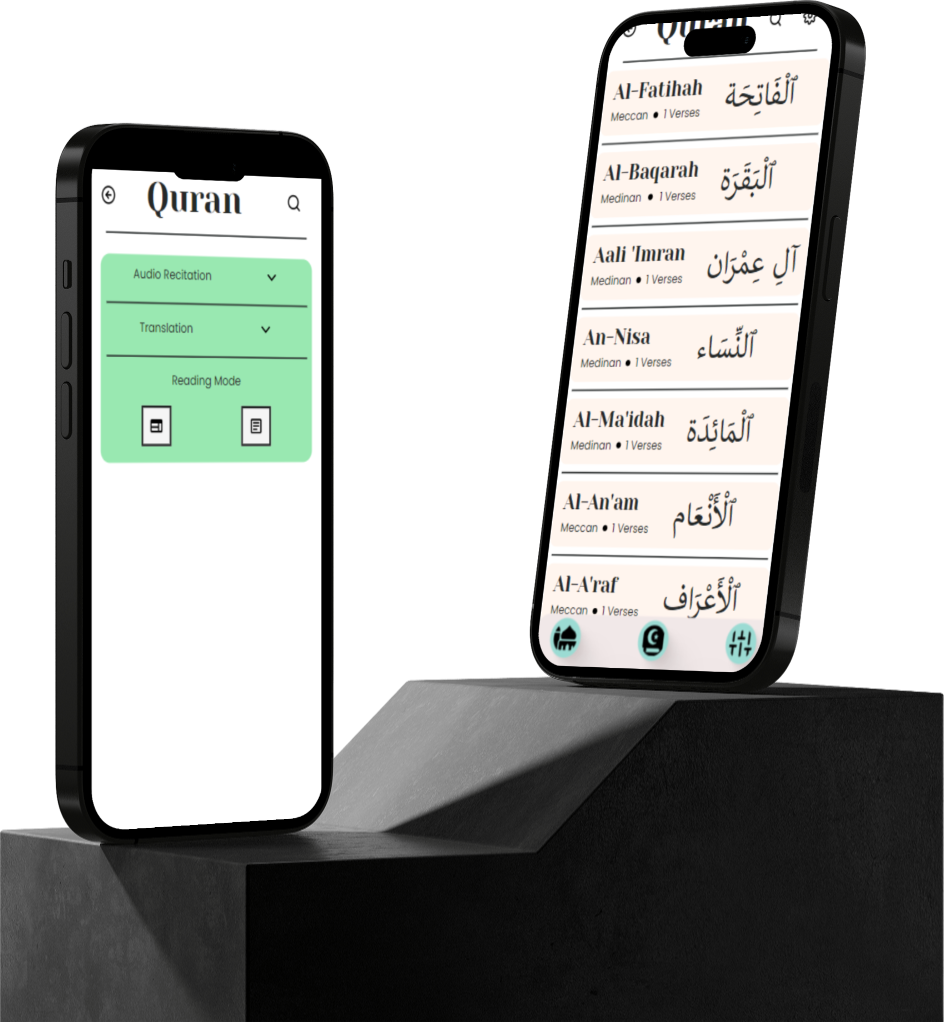 Quran
Audio Recitation
Translation
Reading Mode
Quran
Al-Fatihah
ٱلْفَاتِحَة
Meccan ● 1 Verses
Al-Baqarah
ٱلْبَقَرَة
Medinan ● 1 Verses
Aali 'Imran
آلِ عِمْرَان
Medinan ● 1 Verses
An-Nisa
ٱلنِّسَاء
Medinan ● 1 Verses
Al-Ma'idah
ٱلْمَائِدَة
Medinan ● 1 Verses
Al-An'am
ٱلْأَنْعَام
Meccan ● 1 Verses
Al-A'raf
ٱلْأَعْرَاف
Meccan ● 1 Verses